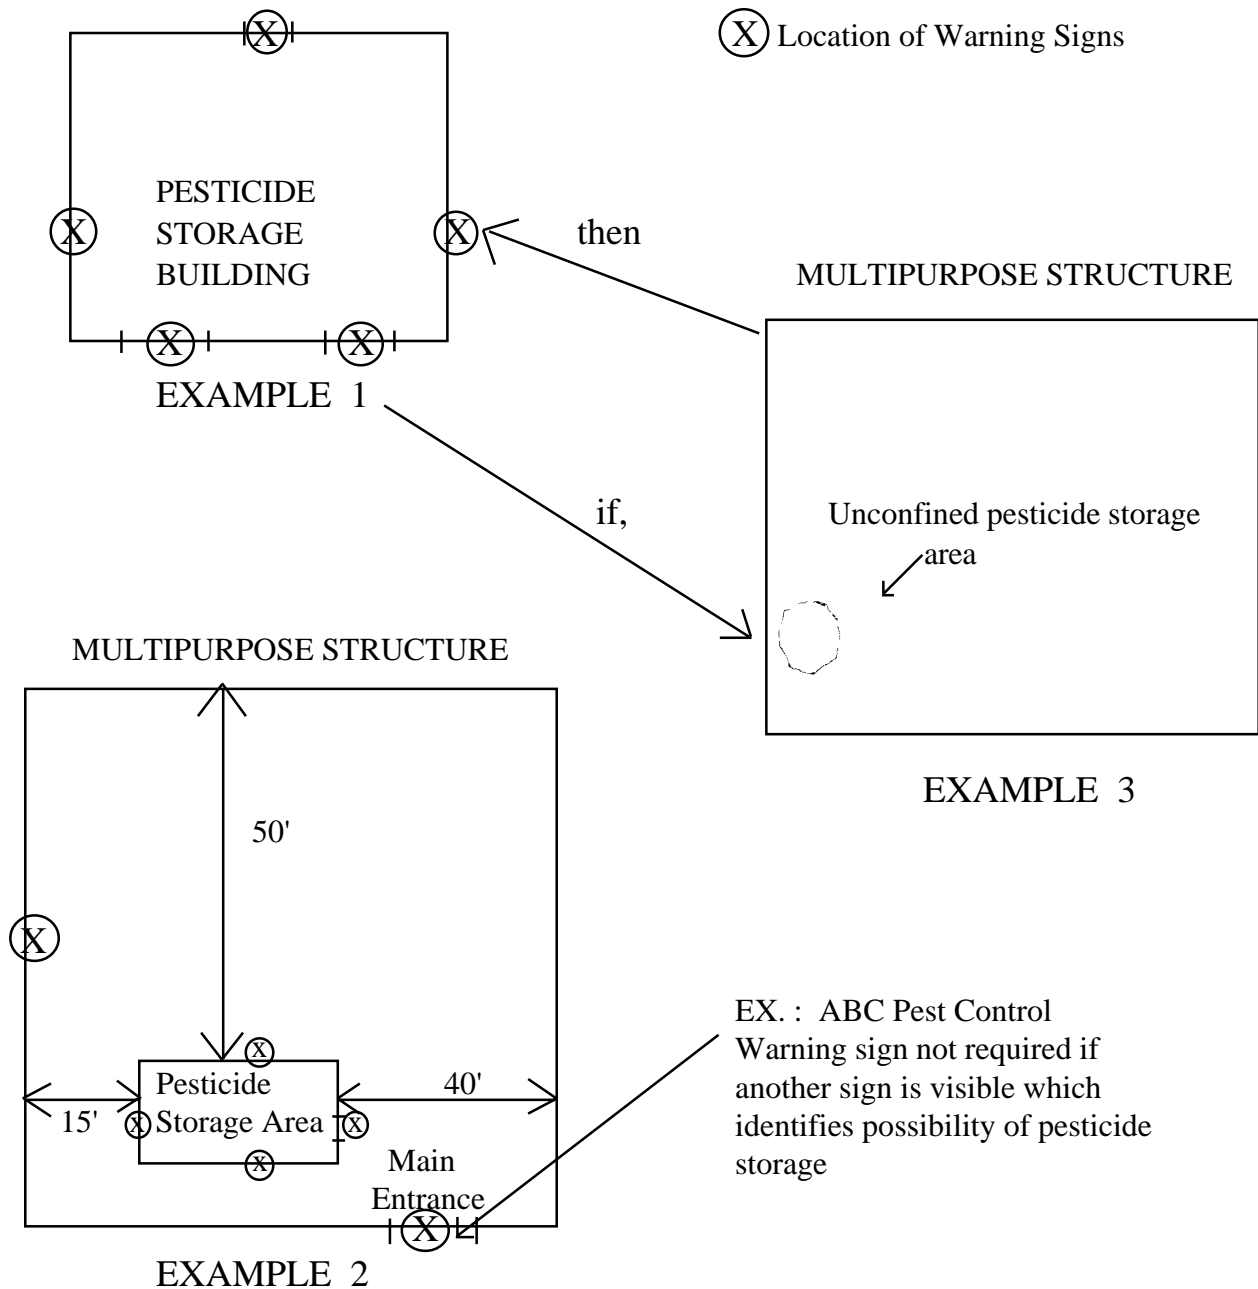 X
X Location of Warning Signs
PESTICIDE
STORAGE
BUILDING
X
X
then
MULTIPURPOSE STRUCTURE
X
X
EXAMPLE 1
if,
Unconfined pesticide storage
area
MULTIPURPOSE STRUCTURE
EXAMPLE 3
50'
X
EX. : ABC Pest Control
Warning sign not required if
another sign is visible which
identifies possibility of pesticide
storage
x
Pesticide
Storage Area
15'
x
x
40'
x
Main
Entrance
X
EXAMPLE 2